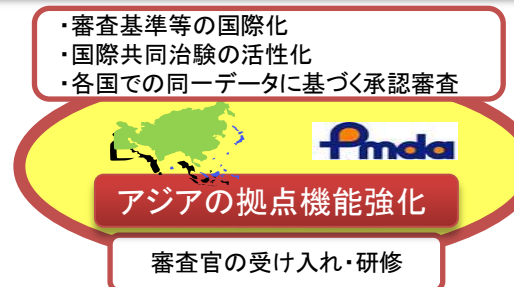 ・審査基準等の国際化
・国際共同治験の活性化
・各国での同一データに基づく承認審査
Pmda
アジアの拠点機能強化
審査官の受け入れ・研修